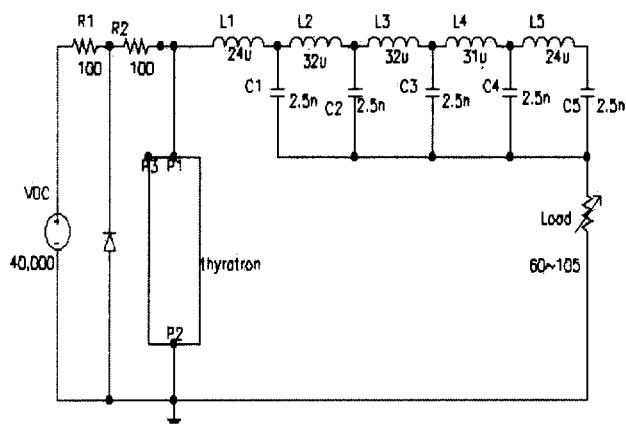 R1
R2
100
100
L1
L2
L3
L4
L5
24u
32u
32u
31u
24u
C1
2.5n
C2
2.5n
C3
2.5n
C4
2.5n
C5
2.5n
P3
P1
VDC
40,000
thyratron
P2
Load
60~105